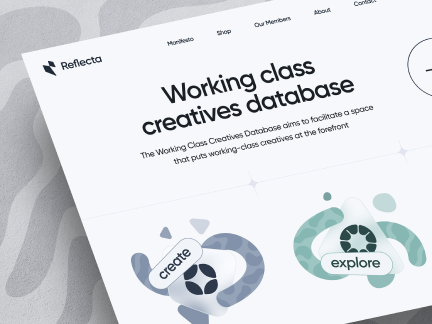 Reflecta
Manifesto
Shop
Our Members
About
Contact
Working class
creatives database
The Working Class Creatives Database aims to facilitate a space
that puts working-class creatives at the forefront
create
explore